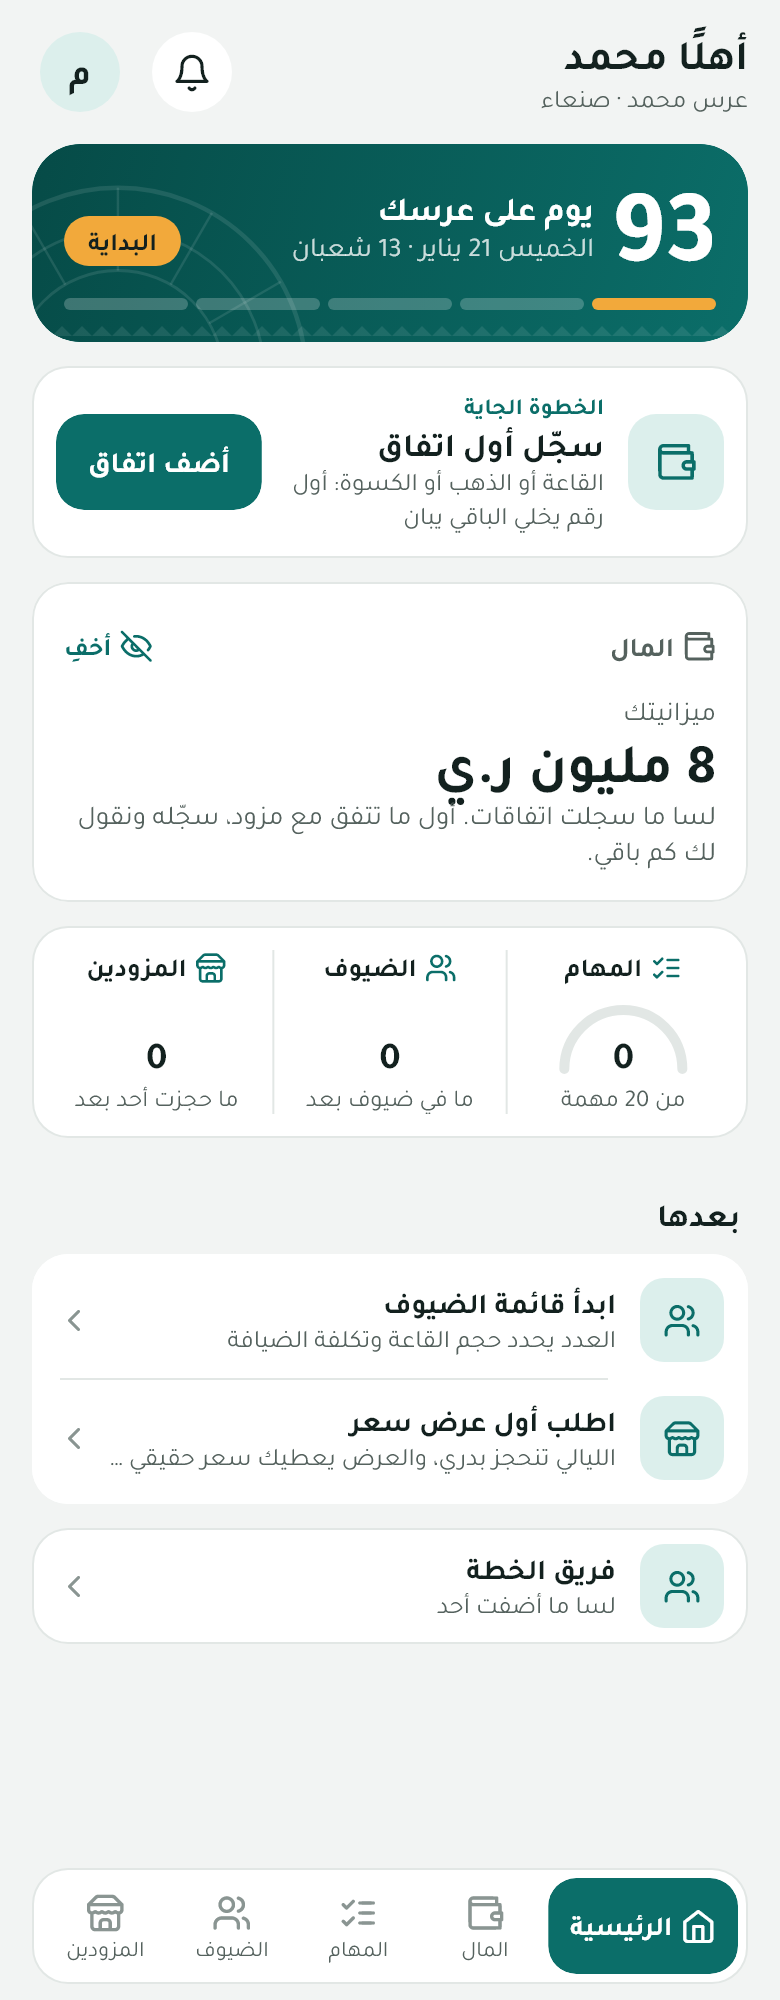 أهلًا محمد
عرس محمد · صنعاء
م
93
يوم على عرسك
الخميس 21 يناير · 13 شعبان
البداية
الخطوة الجاية
سجّل أول اتفاق
القاعة أو الذهب أو الكسوة: أول
رقم يخلي الباقي يبان
أضف اتفاق
المال
أخفِ
ميزانيتك
8 مليون ر.ي
لسا ما سجلت اتفاقات. أول ما تتفق مع مزود، سجّله ونقول
لك كم باقي.
المهام
0
من 20 مهمة
الضيوف
0
ما في ضيوف بعد
المزودين
0
ما حجزت أحد بعد
بعدها
ابدأ قائمة الضيوف
العدد يحدد حجم القاعة وتكلفة الضيافة
اطلب أول عرض سعر
الليالي تنحجز بدري، والعرض يعطيك سعر حقيقي ...
فريق الخطة
لسا ما أضفت أحد
الرئيسية
المال
المهام
الضيوف
المزودين